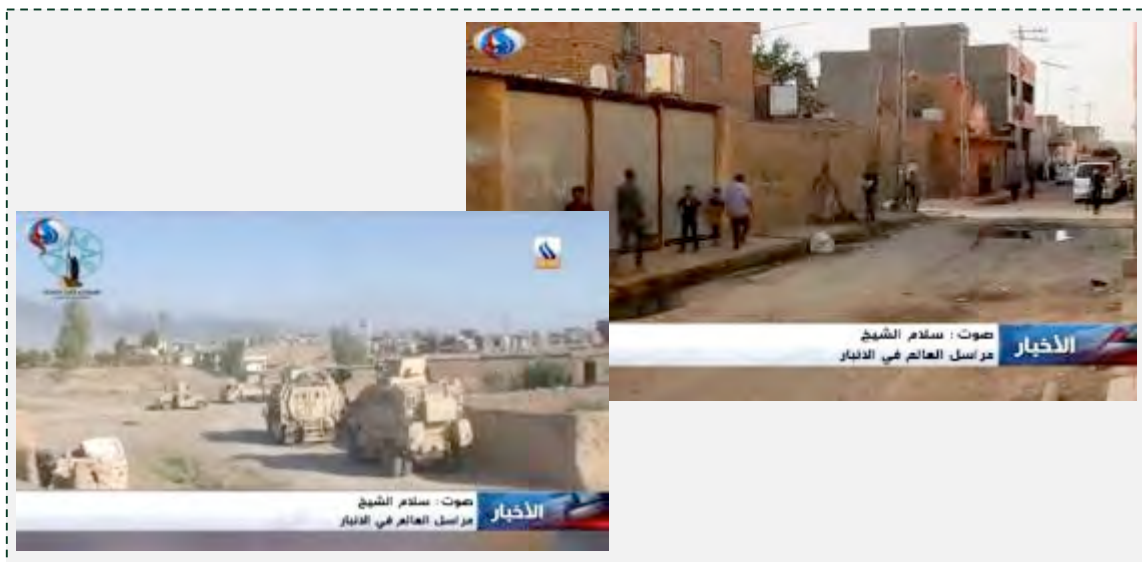 صوت : سلام الشيخ
مراسل العالم في الانبار
الأخبار
صوت : سلام الشيخ
مراسل العالم في الانبار
الأخبار